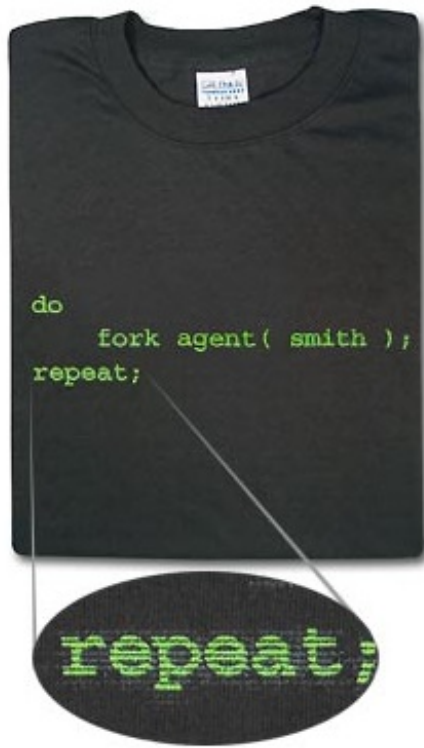 do
fork agent( smith );
repeat;
repeat;